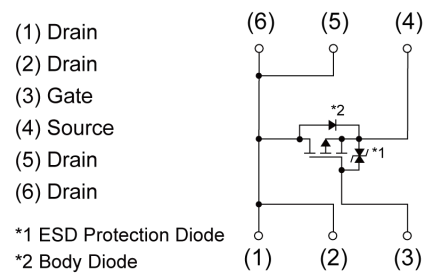 (1) Drain
(2) Drain
(3) Gate
(4) Source
(5) Drain
(6) Drain
*1 ESD Protection Diode
*2 Body Diode
(6) (5) (4)
*2
*1
(1) (2) (3)